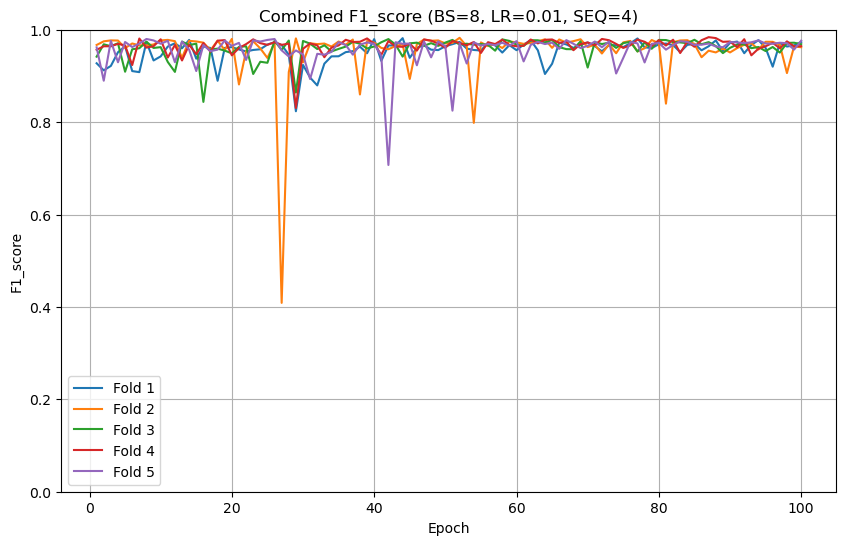 Combined F1_score (BS=8, LR=0.01, SEQ=4)
F1_score
1.0
0.8
0.6
0.4
0.2
0.0
Fold 1
Fold 2
Fold 3
Fold 4
Fold 5
0 20 40 60 80 100
Epoch